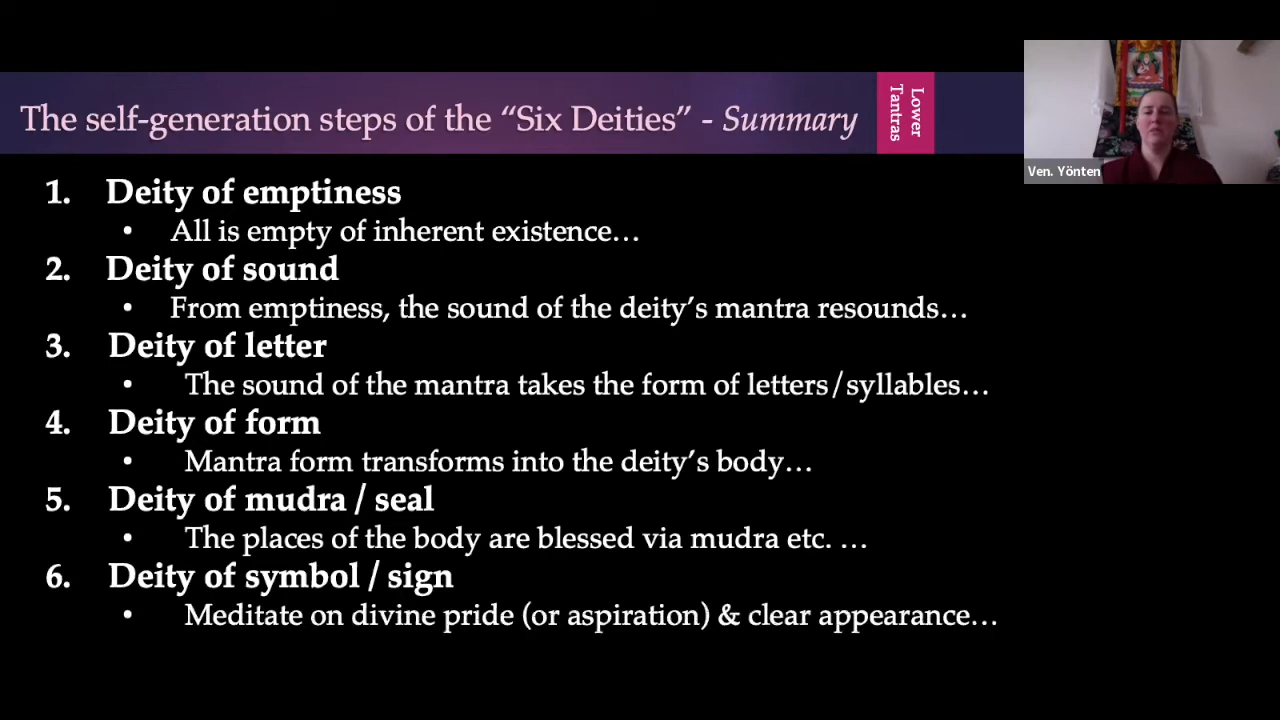 The self-generation steps of the “Six Deities” - Summary
Lower
Tantras
Ven. Yönten
1. Deity of emptiness
• All is empty of inherent existence…
2. Deity of sound
• From emptiness, the sound of the deity’s mantra resounds…
3. Deity of letter
• The sound of the mantra takes the form of letters/syllables…
4. Deity of form
• Mantra form transforms into the deity’s body…
5. Deity of mudra / seal
• The places of the body are blessed via mudra etc. …
6. Deity of symbol / sign
• Meditate on divine pride (or aspiration) & clear appearance…